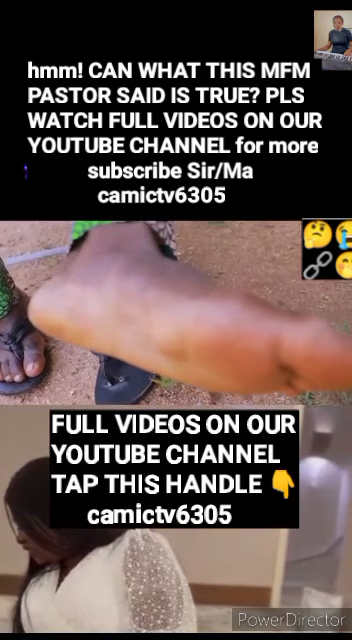 hmm! CAN WHAT THIS MFM
PASTOR SAID IS TRUE? PLS
WATCH FULL VIDEOS ON OUR
YOUTUBE CHANNEL for more
subscribe Sir/Ma
camictv6305
FULL VIDEOS ON OUR
YOUTUBE CHANNEL
TAP THIS HANDLE 👇
camictv6305
PowerDirector